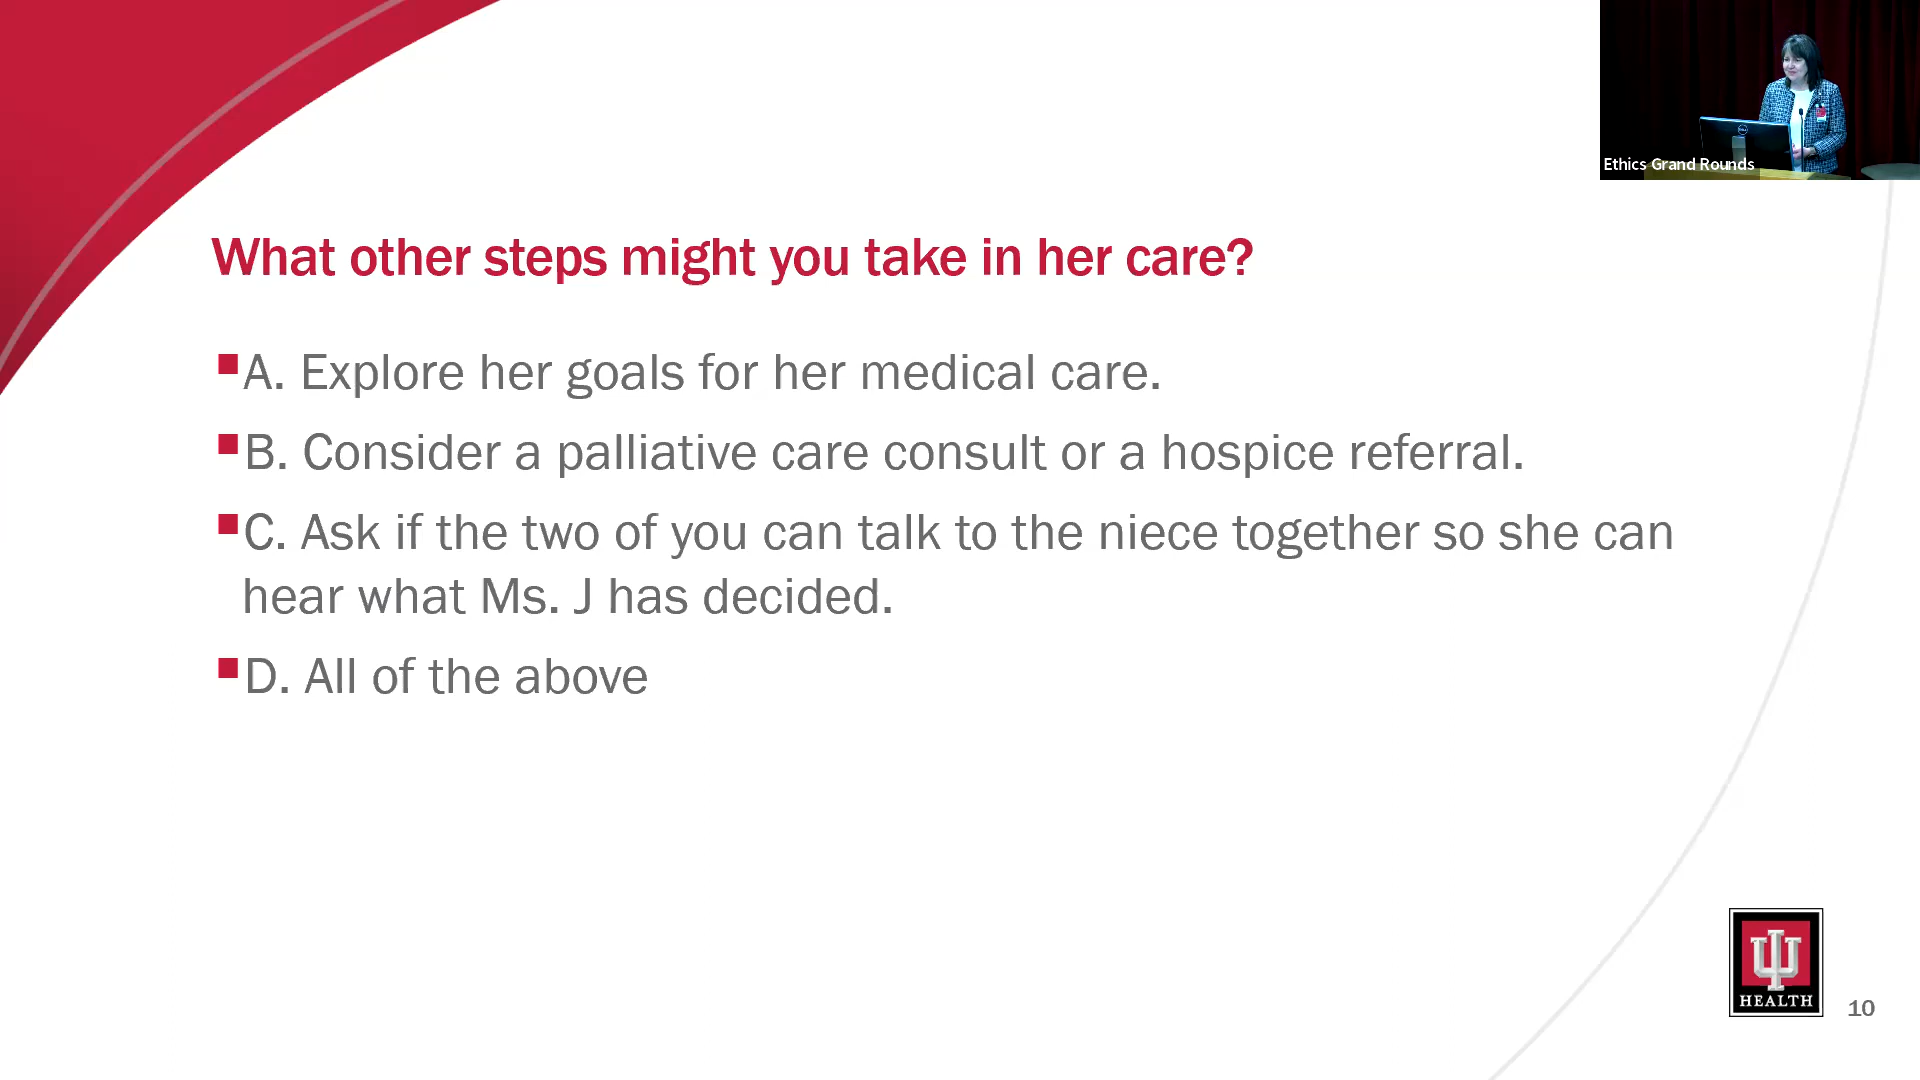 Ethics Grand Rounds
What other steps might you take in her care?
A. Explore her goals for her medical care.
B. Consider a palliative care consult or a hospice referral.
C. Ask if the two of you can talk to the niece together so she can
hear what Ms. J has decided.
D. All of the above
HEALTH
10